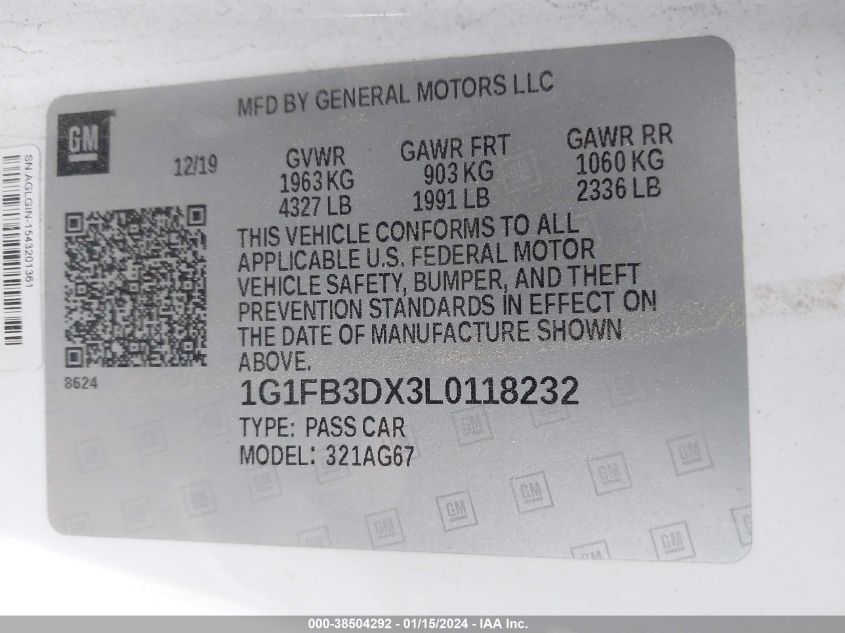 MFD BY GENERAL MOTORS LLC
GM
12/19
GVWR
1963 KG
4327 LB
GAWR FRT
903 KG
1991 LB
GAWR RR
1060 KG
2336 LB
THIS VEHICLE CONFORMS TO ALL
APPLICABLE U.S. FEDERAL MOTOR
VEHICLE SAFETY, BUMPER, AND THEFT
PREVENTION STANDARDS IN EFFECT ON
THE DATE OF MANUFACTURE SHOWN
ABOVE.
8624
1G1FB3DX3L0118232
TYPE: PASS CAR
MODEL: 321AG67
SN AGLGIN-1543201361
000-38504292 - 01/15/2024 - IAA Inc.